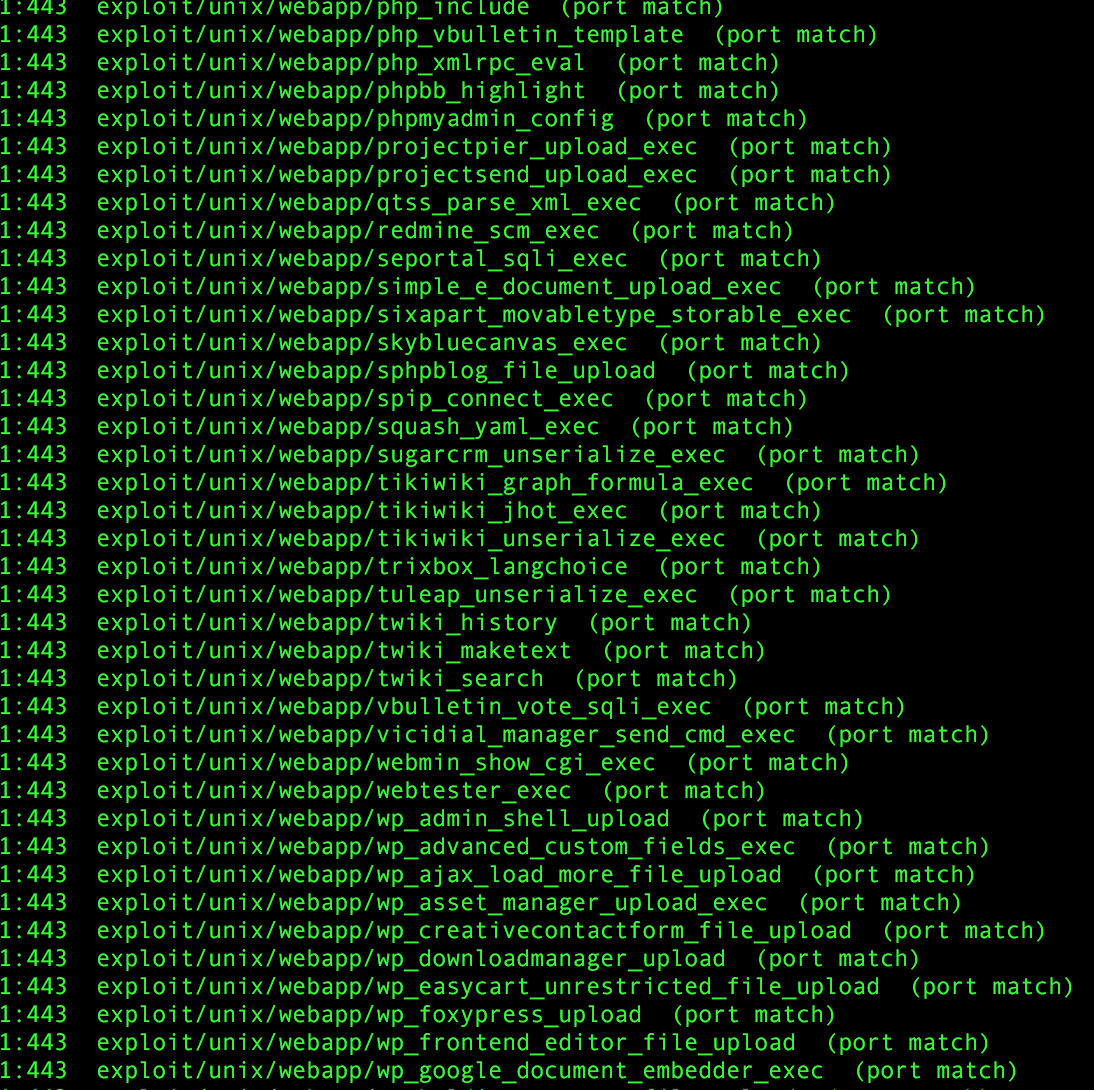 1:443 exploit/unix/webapp/php_include (port match)
1:443 exploit/unix/webapp/php_vbulletin_template (port match)
1:443 exploit/unix/webapp/php_xmlrpc_eval (port match)
1:443 exploit/unix/webapp/phpbb_highlight (port match)
1:443 exploit/unix/webapp/phpmyadmin_config (port match)
1:443 exploit/unix/webapp/projectpier_upload_exec (port match)
1:443 exploit/unix/webapp/projectsend_upload_exec (port match)
1:443 exploit/unix/webapp/qtss_parse_xml_exec (port match)
1:443 exploit/unix/webapp/redmine_scm_exec (port match)
1:443 exploit/unix/webapp/seportal_sqli_exec (port match)
1:443 exploit/unix/webapp/simple_e_document_upload_exec (port match)
1:443 exploit/unix/webapp/sixapart_movabletype_storable_exec (port match)
1:443 exploit/unix/webapp/skybluecanvas_exec (port match)
1:443 exploit/unix/webapp/sphpblog_file_upload (port match)
1:443 exploit/unix/webapp/spip_connect_exec (port match)
1:443 exploit/unix/webapp/squash_yaml_exec (port match)
1:443 exploit/unix/webapp/sugarcrm_unserialize_exec (port match)
1:443 exploit/unix/webapp/tikiwiki_graph_formula_exec (port match)
1:443 exploit/unix/webapp/tikiwiki_jhot_exec (port match)
1:443 exploit/unix/webapp/tikiwiki_unserialize_exec (port match)
1:443 exploit/unix/webapp/trixbox_langchoice (port match)
1:443 exploit/unix/webapp/tuleap_unserialize_exec (port match)
1:443 exploit/unix/webapp/twiki_history (port match)
1:443 exploit/unix/webapp/twiki_maketext (port match)
1:443 exploit/unix/webapp/twiki_search (port match)
1:443 exploit/unix/webapp/vbulletin_vote_sqli_exec (port match)
1:443 exploit/unix/webapp/vicidial_manager_send_cmd_exec (port match)
1:443 exploit/unix/webapp/webmin_show_cgi_exec (port match)
1:443 exploit/unix/webapp/webtester_exec (port match)
1:443 exploit/unix/webapp/wp_admin_shell_upload (port match)
1:443 exploit/unix/webapp/wp_advanced_custom_fields_exec (port match)
1:443 exploit/unix/webapp/wp_ajax_load_more_file_upload (port match)
1:443 exploit/unix/webapp/wp_asset_manager_upload_exec (port match)
1:443 exploit/unix/webapp/wp_creativecontactform_file_upload (port match)
1:443 exploit/unix/webapp/wp_downloadmanager_upload (port match)
1:443 exploit/unix/webapp/wp_easycart_unrestricted_file_upload (port match)
1:443 exploit/unix/webapp/wp_foxypress_upload (port match)
1:443 exploit/unix/webapp/wp_frontend_editor_file_upload (port match)
1:443 exploit/unix/webapp/wp_google_document_embedder_exec (port match)